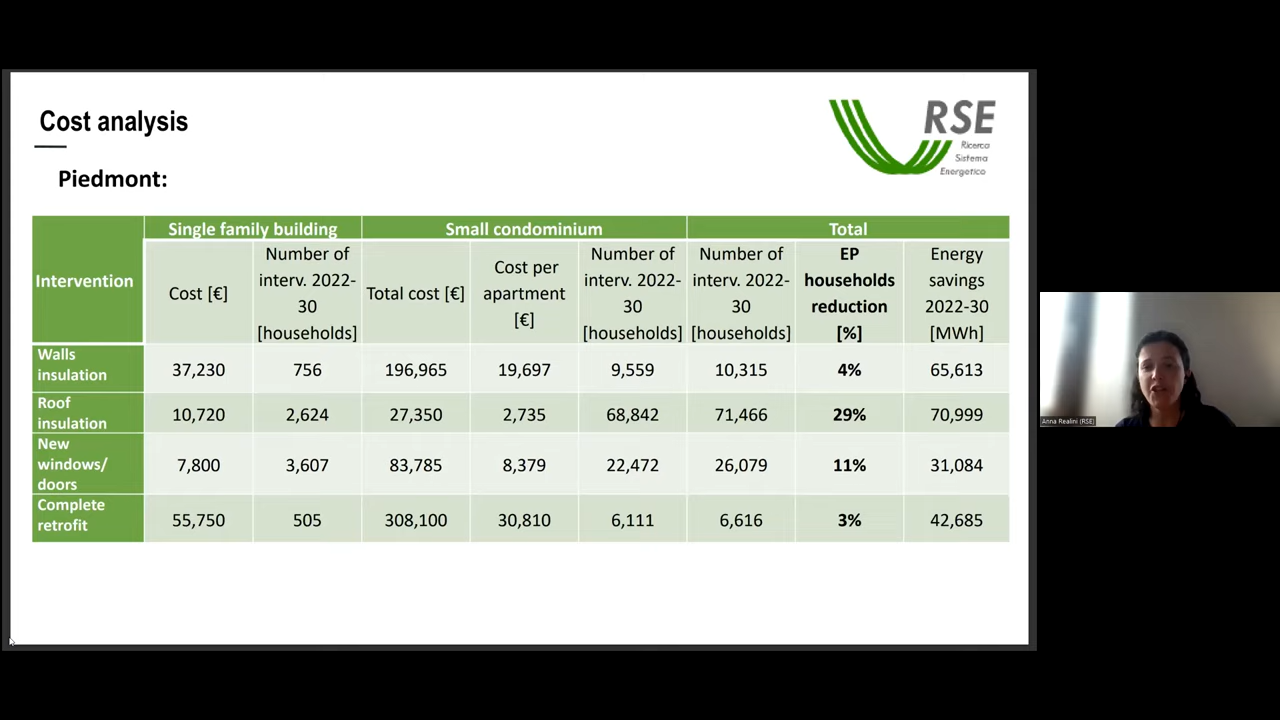 Cost analysis
RSE
Ricerca
Sistema
Energetico
Piedmont:
Intervention
Single family building
Small condominium
Total
Cost [€]
Number of
interv. 2022-
30
[households]
Total cost [€]
Cost per
apartment
[€]
Number of
interv. 2022-
30
[households]
Number of
interv. 2022-
30
[households]
EP
households
reduction
[%]
Energy
savings
2022-30
[MWh]
Walls
insulation
37,230 756 196,965 19,697 9,559 10,315 4% 65,613
Roof
insulation
10,720 2,624 27,350 2,735 68,842 71,466 29% 70,999
New
windows/
doors
7,800 3,607 83,785 8,379 22,472 26,079 11% 31,084
Complete
retrofit
55,750 505 308,100 30,810 6,111 6,616 3% 42,685
Anna Realini (RSE)